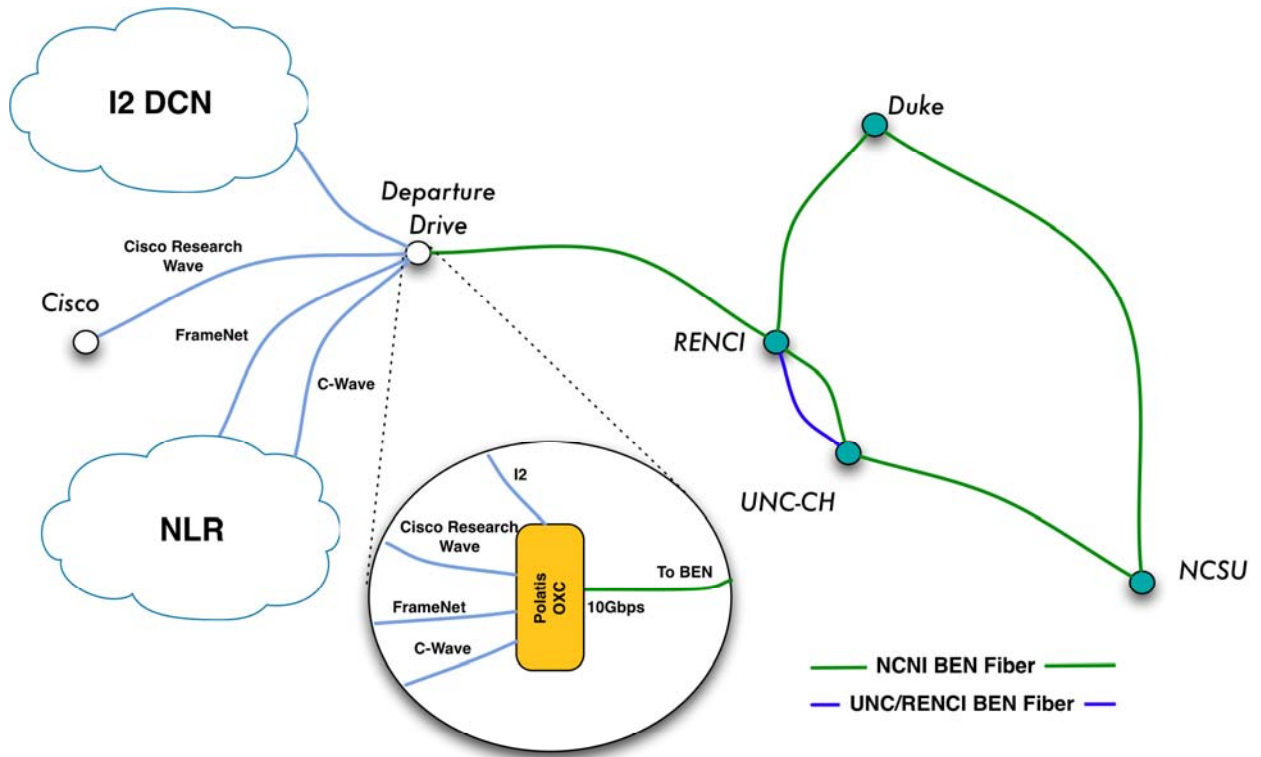 I2 DCN
Duke
Departure
Drive
Cisco Research
Wave
Cisco
FrameNet
RENCI
C-Wave
UNC-CH
NLR
I2
Cisco Research
Wave
FrameNet
C-Wave
Polatis
OXC
10Gbps
To BEN
NCSU
NCNI BEN Fiber
UNC/RENCI BEN Fiber